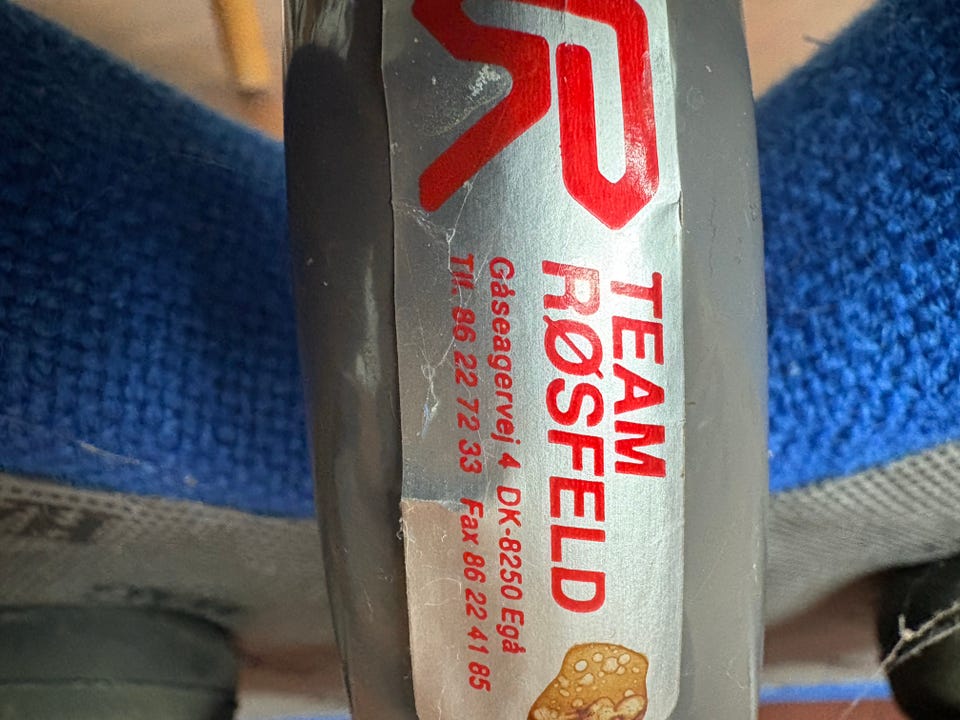 TEAM
RØSFELD
Gåseagervej 4 DK-8250 Egå
Tlf. 86 22 72 33 Fax 86 22 41 85